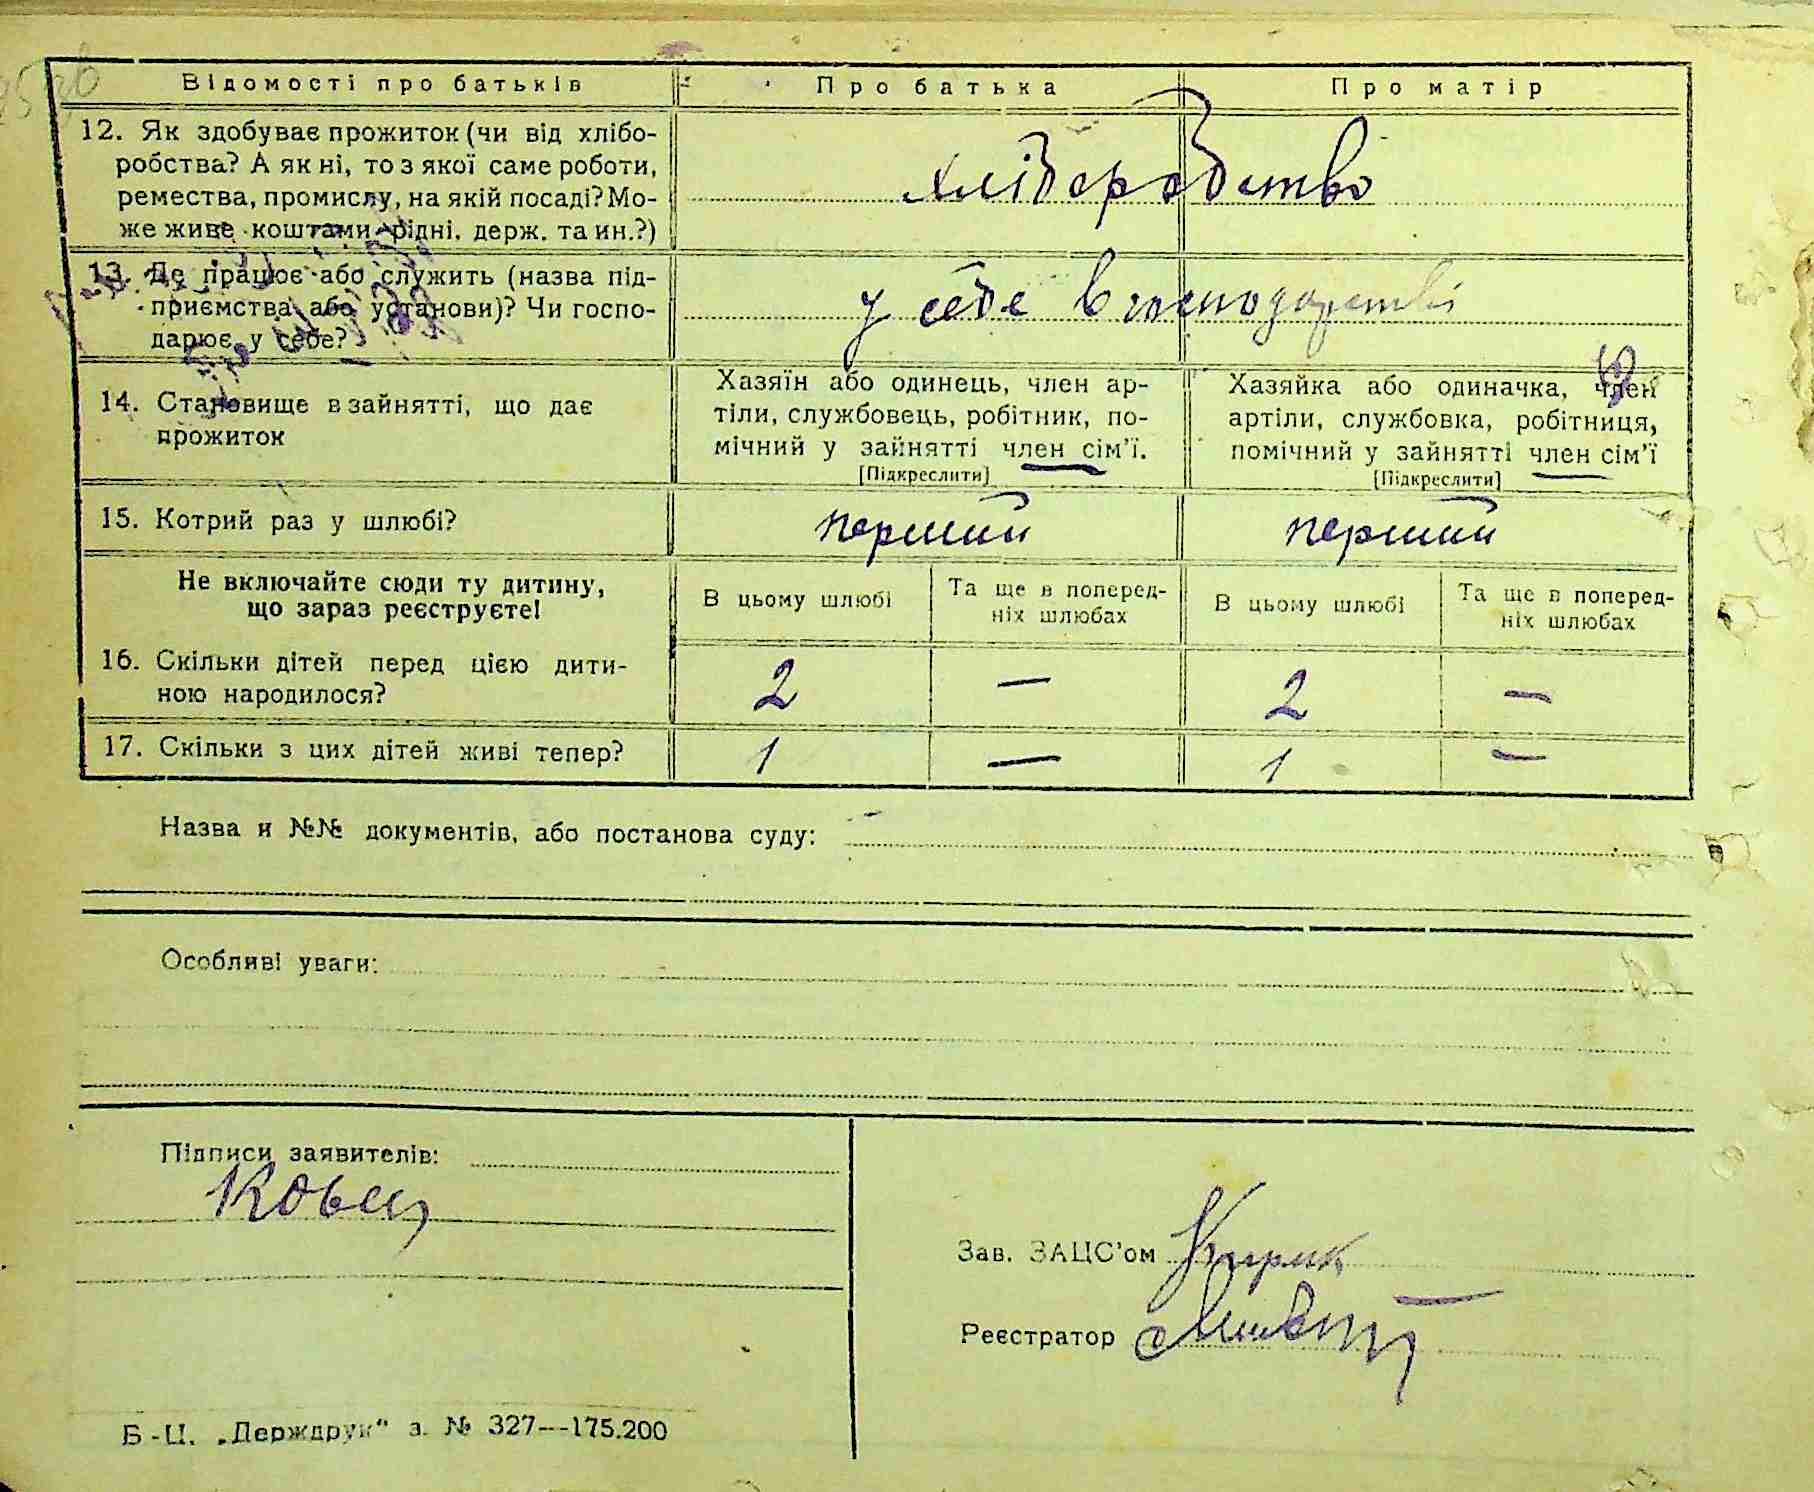 Відомості про батьків
Про батька
Про матір
12. Як здобуває прожиток (чи від хлібо-
робства? А як ні, то з якої саме роботи,
ремества, промислу, на якій посаді? Мо-
же живе коштами рідні, держ. та ин.?)
хліборобство
13. Де працює або служить (назва під-
приємства або установи)? Чи госпо-
дарює у себе?
у себе в господарстві
14. Становище в зайнятті, що дає
прожиток
Хазяїн або одинець, член ар-
тіли, службовець, робітник, по-
мічний у зайнятті член сім'ї.
[Підкреслити]
Хазяйка або одиначка, член
артіли, службовка, робітниця,
помічний у зайнятті член сім'ї
[Підкреслити]
15. Котрий раз у шлюбі?
перший
перший
Не включайте сюди ту дитину,
що зараз реєструєте!
В цьому шлюбі
Та ще в поперед-
ніх шлюбах
В цьому шлюбі
Та ще в поперед-
ніх шлюбах
16. Скільки дітей перед цією дити-
ною народилося?
2 — 2 —
17. Скільки з цих дітей живі тепер?
1 — 1 —
Назва и №№ документів, або постанова суду: —
Особливі уваги:
Підписи заявителів:
Зав. ЗАЦС'ом
Реєстратор
Б-Ц. „Держдрук" з. № 327—175.200